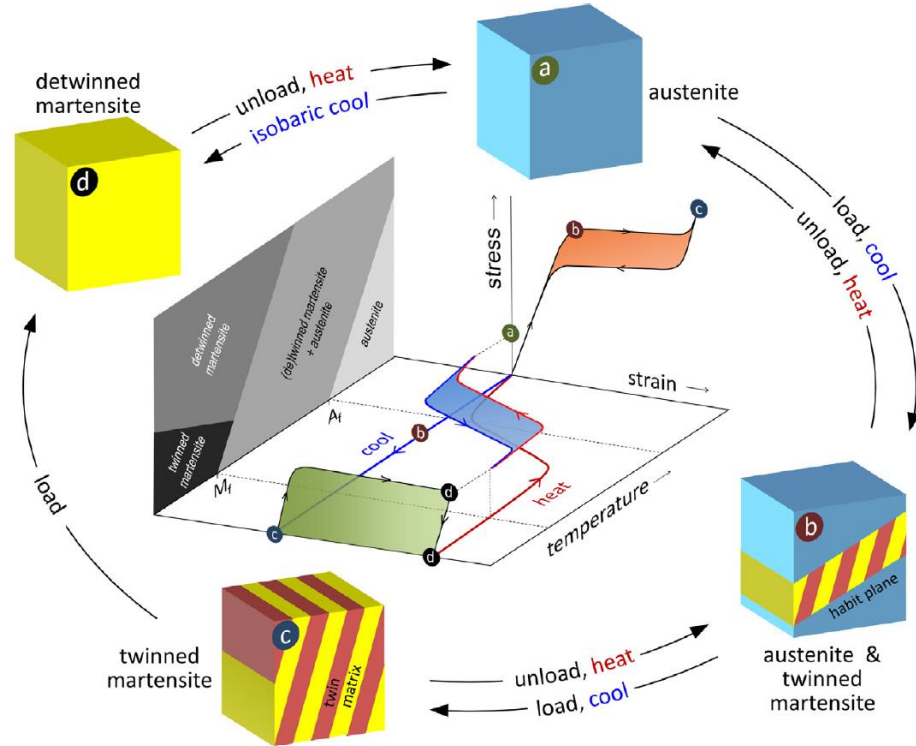 detwinned
martensite
d
unload, heat
isobaric cool
a
austenite
load, cool
unload, heat
stress
b
c
a
detwinned
martensite
(de)twinned martensite
+ austenite
austenite
twinned
martensite
strain
Af
Mf
b
cool
heat
temperature
d
c
d
load
b
habit plane
austenite &
twinned
martensite
c
twin
matrix
twinned
martensite
unload, heat
load, cool